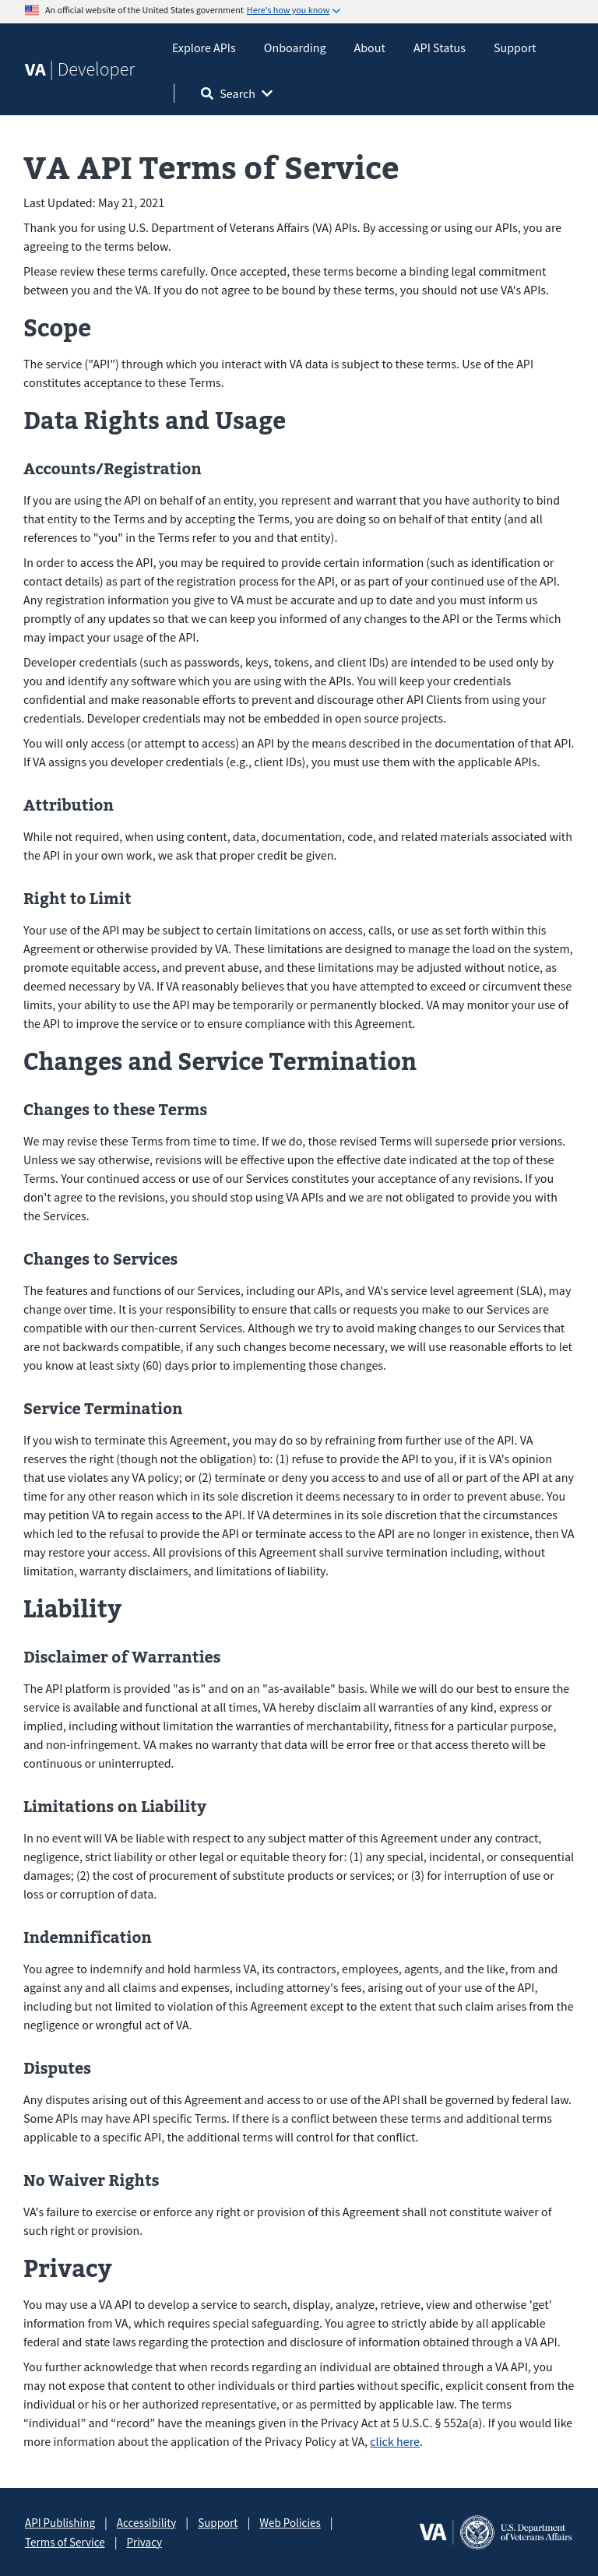 An official website of the United States government Here's how you know
VA | Developer
Explore APIs Onboarding About API Status Support
Search
VA API Terms of Service
Last Updated: May 21, 2021
Thank you for using U.S. Department of Veterans Affairs (VA) APIs. By accessing or using our APIs, you are
agreeing to the terms below.
Please review these terms carefully. Once accepted, these terms become a binding legal commitment
between you and the VA. If you do not agree to be bound by these terms, you should not use VA's APIs.
Scope
The service ("API") through which you interact with VA data is subject to these terms. Use of the API
constitutes acceptance to these Terms.
Data Rights and Usage
Accounts/Registration
If you are using the API on behalf of an entity, you represent and warrant that you have authority to bind
that entity to the Terms and by accepting the Terms, you are doing so on behalf of that entity (and all
references to "you" in the Terms refer to you and that entity).
In order to access the API, you may be required to provide certain information (such as identification or
contact details) as part of the registration process for the API, or as part of your continued use of the API.
Any registration information you give to VA must be accurate and up to date and you must inform us
promptly of any updates so that we can keep you informed of any changes to the API or the Terms which
may impact your usage of the API.
Developer credentials (such as passwords, keys, tokens, and client IDs) are intended to be used only by
you and identify any software which you are using with the APIs. You will keep your credentials
confidential and make reasonable efforts to prevent and discourage other API Clients from using your
credentials. Developer credentials may not be embedded in open source projects.
You will only access (or attempt to access) an API by the means described in the documentation of that API.
If VA assigns you developer credentials (e.g., client IDs), you must use them with the applicable APIs.
Attribution
While not required, when using content, data, documentation, code, and related materials associated with
the API in your own work, we ask that proper credit be given.
Right to Limit
Your use of the API may be subject to certain limitations on access, calls, or use as set forth within this
Agreement or otherwise provided by VA. These limitations are designed to manage the load on the system,
promote equitable access, and prevent abuse, and these limitations may be adjusted without notice, as
deemed necessary by VA. If VA reasonably believes that you have attempted to exceed or circumvent these
limits, your ability to use the API may be temporarily or permanently blocked. VA may monitor your use of
the API to improve the service or to ensure compliance with this Agreement.
Changes and Service Termination
Changes to these Terms
We may revise these Terms from time to time. If we do, those revised Terms will supersede prior versions.
Unless we say otherwise, revisions will be effective upon the effective date indicated at the top of these
Terms. Your continued access or use of our Services constitutes your acceptance of any revisions. If you
don't agree to the revisions, you should stop using VA APIs and we are not obligated to provide you with
the Services.
Changes to Services
The features and functions of our Services, including our APIs, and VA's service level agreement (SLA), may
change over time. It is your responsibility to ensure that calls or requests you make to our Services are
compatible with our then-current Services. Although we try to avoid making changes to our Services that
are not backwards compatible, if any such changes become necessary, we will use reasonable efforts to let
you know at least sixty (60) days prior to implementing those changes.
Service Termination
If you wish to terminate this Agreement, you may do so by refraining from further use of the API. VA
reserves the right (though not the obligation) to: (1) refuse to provide the API to you, if it is VA's opinion
that use violates any VA policy; or (2) terminate or deny you access to and use of all or part of the API at any
time for any other reason which in its sole discretion it deems necessary to in order to prevent abuse. You
may petition VA to regain access to the API. If VA determines in its sole discretion that the circumstances
which led to the refusal to provide the API or terminate access to the API are no longer in existence, then VA
may restore your access. All provisions of this Agreement shall survive termination including, without
limitation, warranty disclaimers, and limitations of liability.
Liability
Disclaimer of Warranties
The API platform is provided "as is" and on an "as-available" basis. While we will do our best to ensure the
service is available and functional at all times, VA hereby disclaim all warranties of any kind, express or
implied, including without limitation the warranties of merchantability, fitness for a particular purpose,
and non-infringement. VA makes no warranty that data will be error free or that access thereto will be
continuous or uninterrupted.
Limitations on Liability
In no event will VA be liable with respect to any subject matter of this Agreement under any contract,
negligence, strict liability or other legal or equitable theory for: (1) any special, incidental, or consequential
damages; (2) the cost of procurement of substitute products or services; or (3) for interruption of use or
loss or corruption of data.
Indemnification
You agree to indemnify and hold harmless VA, its contractors, employees, agents, and the like, from and
against any and all claims and expenses, including attorney's fees, arising out of your use of the API,
including but not limited to violation of this Agreement except to the extent that such claim arises from the
negligence or wrongful act of VA.
Disputes
Any disputes arising out of this Agreement and access to or use of the API shall be governed by federal law.
Some APIs may have API specific Terms. If there is a conflict between these terms and additional terms
applicable to a specific API, the additional terms will control for that conflict.
No Waiver Rights
VA's failure to exercise or enforce any right or provision of this Agreement shall not constitute waiver of
such right or provision.
Privacy
You may use a VA API to develop a service to search, display, analyze, retrieve, view and otherwise 'get'
information from VA, which requires special safeguarding. You agree to strictly abide by all applicable
federal and state laws regarding the protection and disclosure of information obtained through a VA API.
You further acknowledge that when records regarding an individual are obtained through a VA API, you
may not expose that content to other individuals or third parties without specific, explicit consent from the
individual or his or her authorized representative, or as permitted by applicable law. The terms
“individual” and “record” have the meanings given in the Privacy Act at 5 U.S.C. § 552a(a). If you would like
more information about the application of the Privacy Policy at VA, click here.
API Publishing | Accessibility | Support | Web Policies |
Terms of Service | Privacy
VA | U.S. Department
of Veterans Affairs